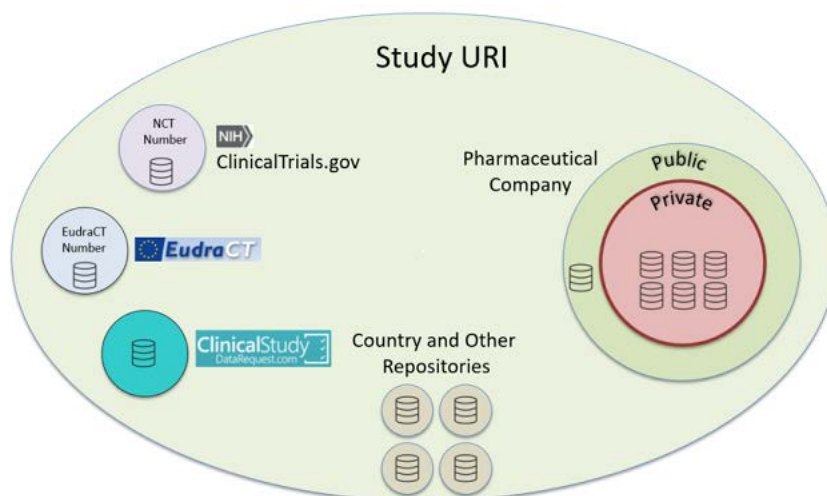 Study URI
NCT
Number
NIH
ClinicalTrials.gov
Pharmaceutical
Company
Public
Private
EudraCT
Number
EudraCT
ClinicalStudy
DataRequest.com
Country and Other
Repositories